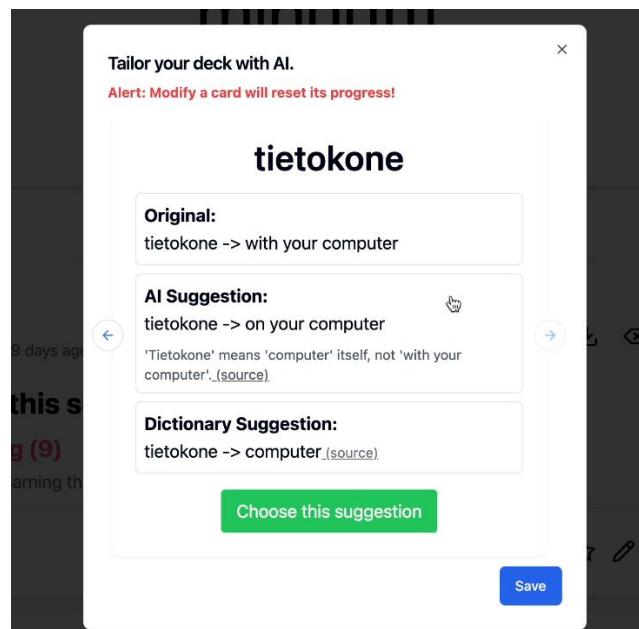 Tailor your deck with AI.
Alert: Modify a card will reset its progress!
tietokone
Original:
tietokone -> with your computer
AI Suggestion:
tietokone -> on your computer
'Tietokone' means 'computer' itself, not 'with your
computer'. (source)
9 days ago
this s
Dictionary Suggestion:
g (9)
tietokone -> computer (source)
arning th
Choose this suggestion
Save